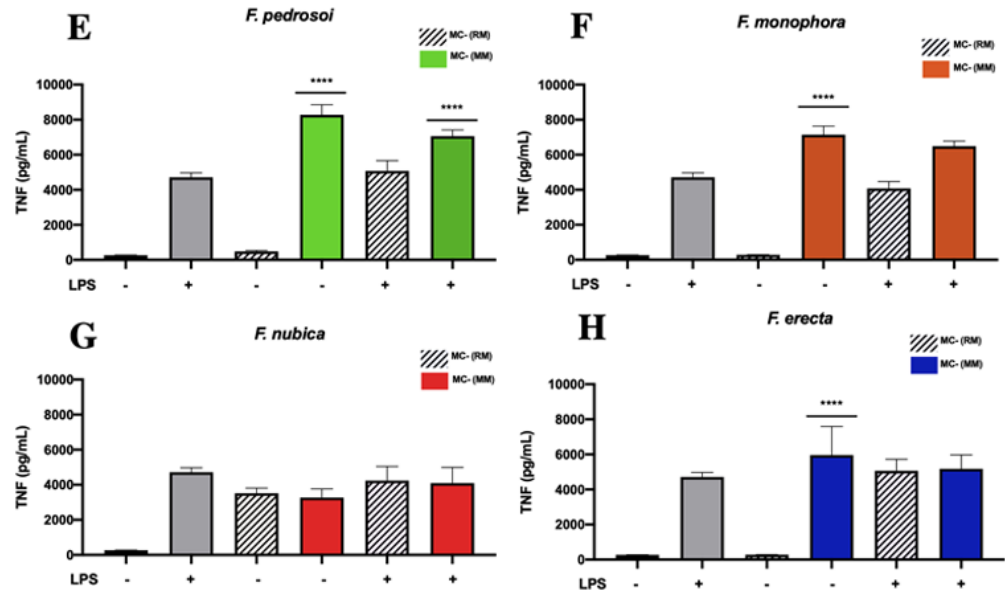 E
F. pedrosoi
MC- (RM)
MC- (MM)
TNF (pg/mL)
10000
8000
6000
4000
2000
0
****
****
LPS - + - - + +
F
F. monophora
MC- (RM)
MC- (MM)
TNF (pg/mL)
10000
8000
6000
4000
2000
0
****
LPS - + - - + +
G
F. nubica
MC- (RM)
MC- (MM)
TNF (pg/mL)
10000
8000
6000
4000
2000
0
LPS - + - - + +
H
F. erecta
MC- (RM)
MC- (MM)
TNF (pg/mL)
10000
8000
6000
4000
2000
0
****
LPS - + - - + +